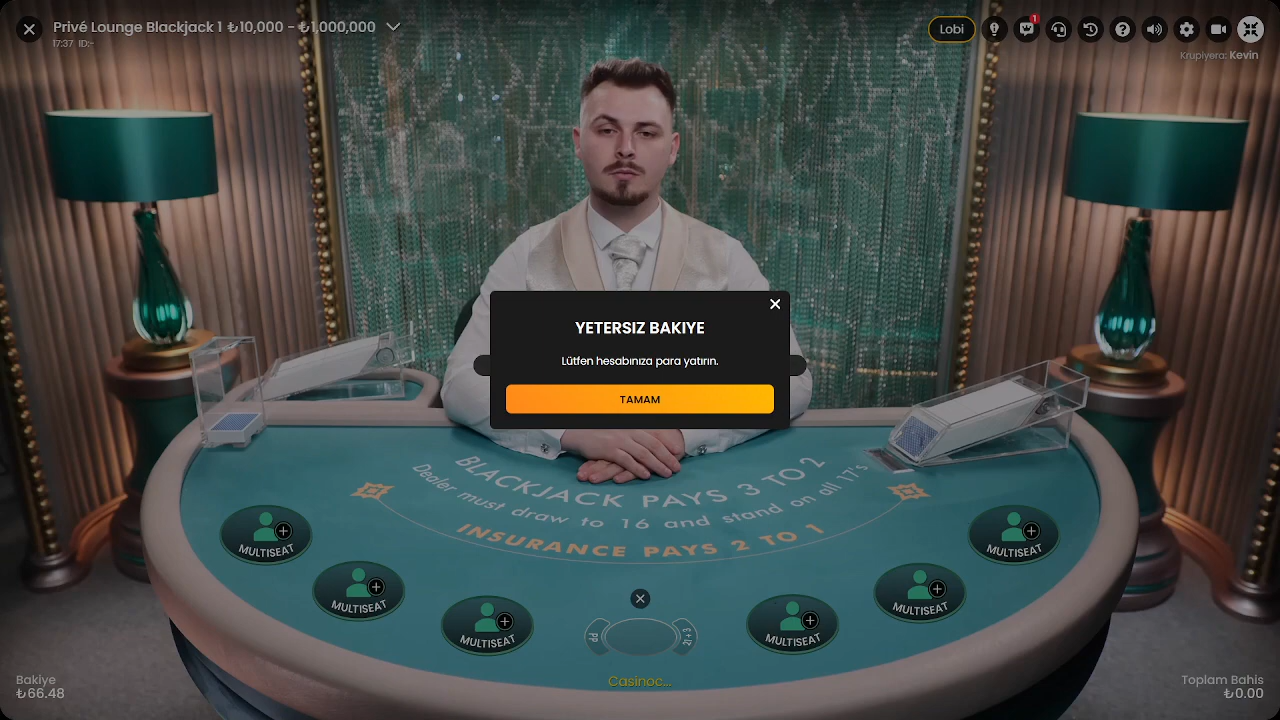 Privé Lounge Blackjack 1 ₺10,000 - ₺1,000,000
17:37 ID:-
Lobi
1
Krupiyera: Kevin
YETERSIZ BAKIYE
Lütfen hesabınıza para yatırın.
TAMAM
BLACKJACK PAYS 3 TO 2
Dealer must draw to 16 and stand on all 17's
INSURANCE PAYS 2 TO 1
MULTISEAT
MULTISEAT
MULTISEAT
MULTISEAT
MULTISEAT
MULTISEAT
PP
21+3
Casinoc...
Bakiye
₺66.48
Toplam Bahis
₺0.00